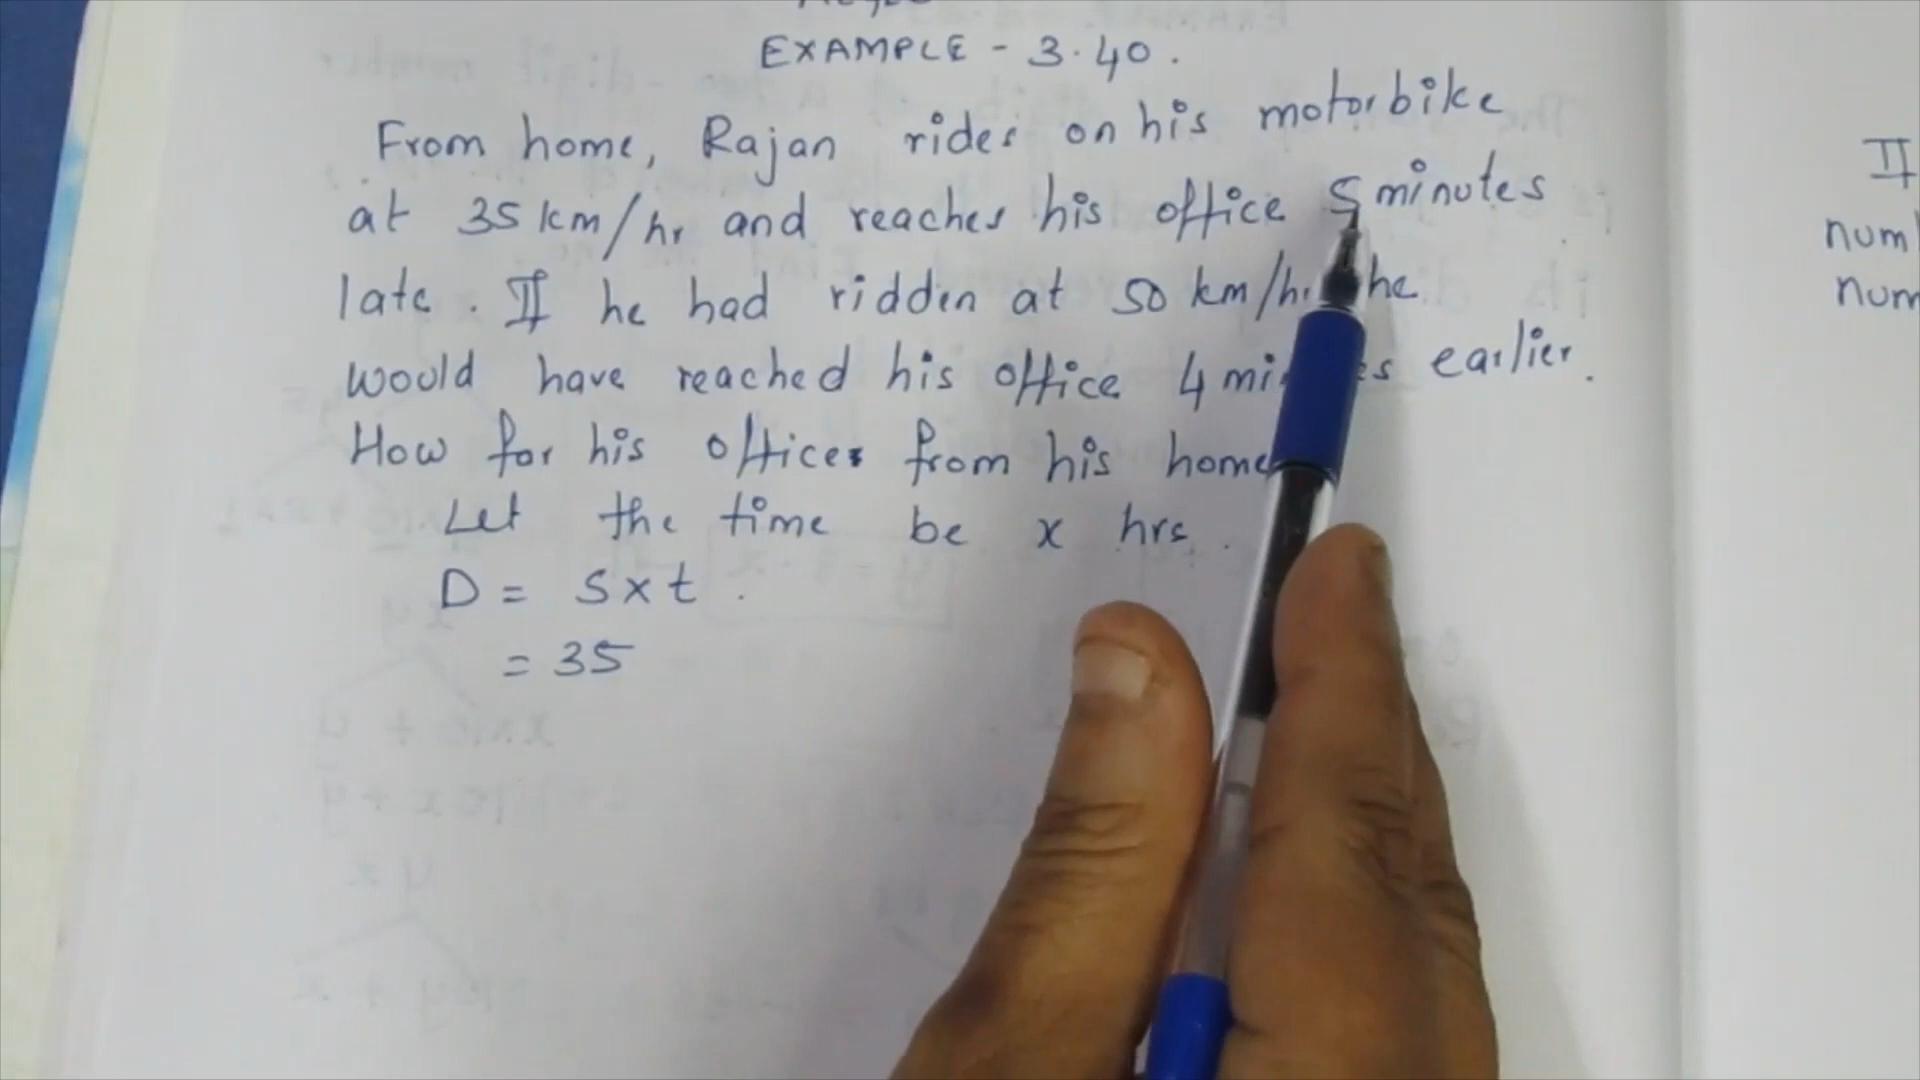 EXAMPLE - 3.40.
From home, Rajan rides on his motorbike
at 35 km/hr and reaches his office 5 minutes
late. If he had ridden at 50 km/hr he
would have reached his office 4 earlier.
How far his office from his home
Let the time be x hrs.
D = S x t.
= 35
II
num
num